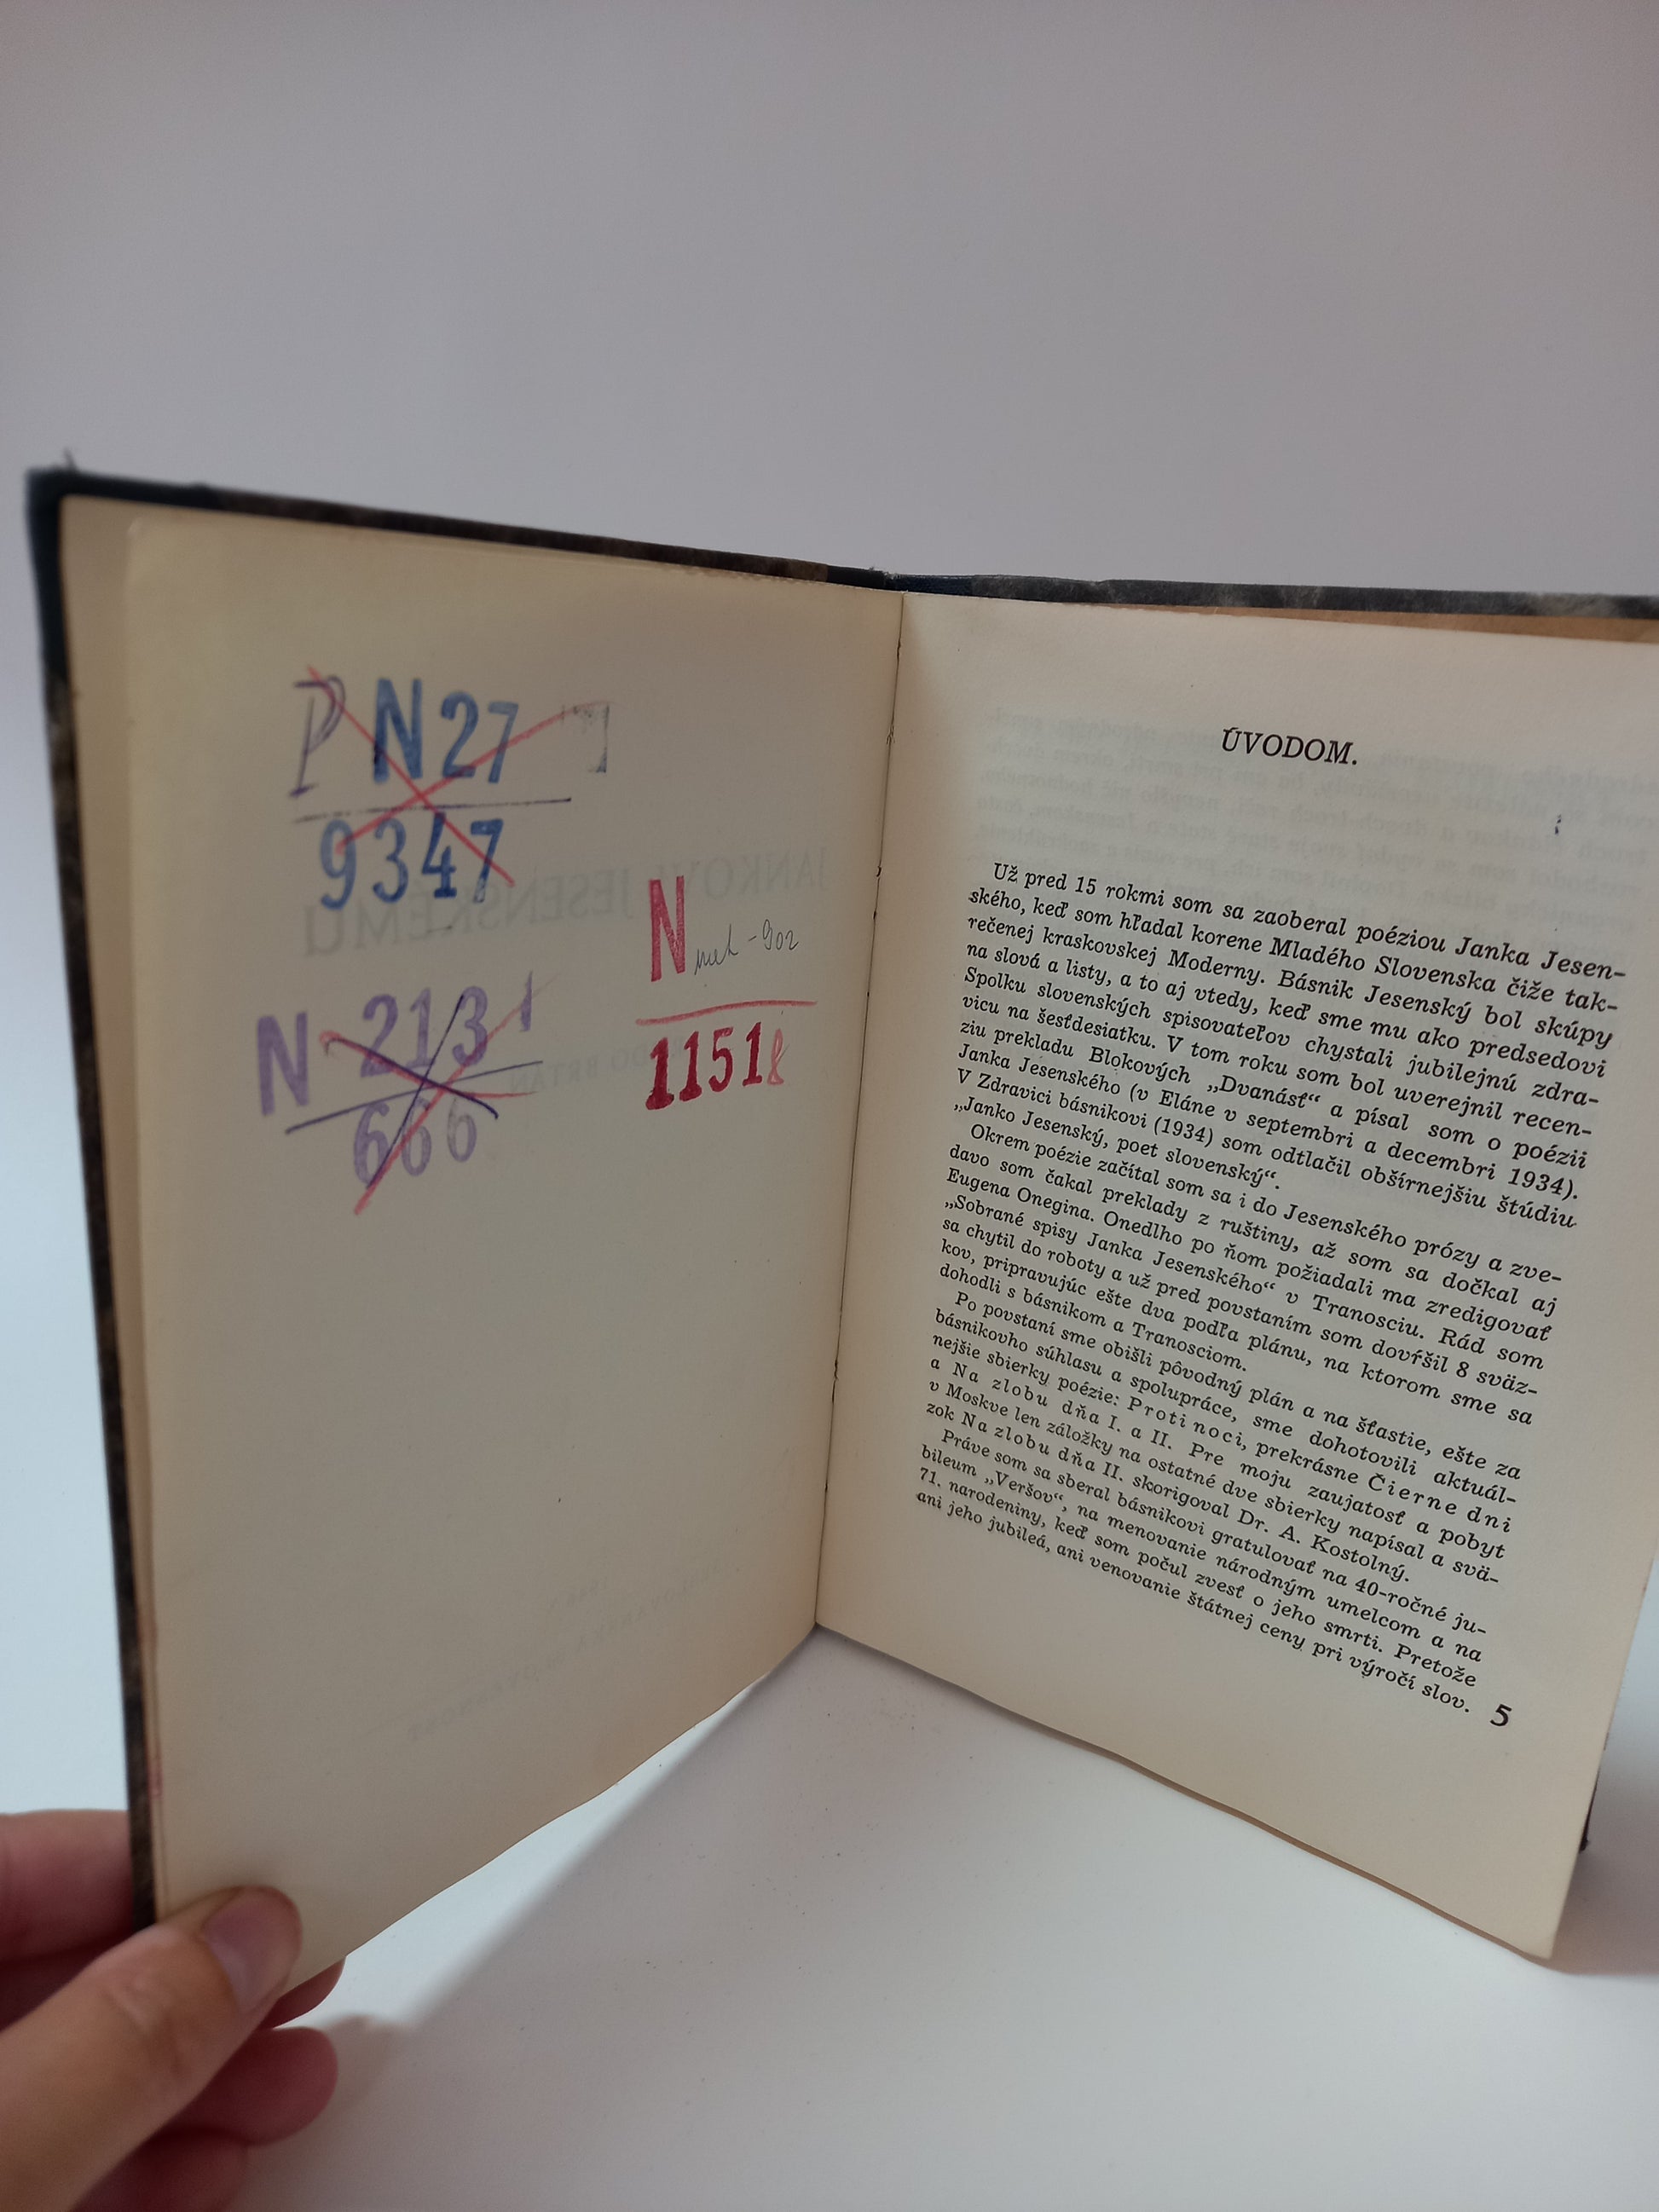 P N 27
9347
N 2131
666
N
11518
ÚVODOM.
Už pred 15 rokmi som sa zaoberal poéziou Janka Jesen-
ského, keď som hľadal korene Mladého Slovenska čiže tak-
rečenej kraskovskej Moderny. Básnik Jesenský bol skúpy
na slová a listy, a to aj vtedy, keď sme mu ako predsedovi
Spolku slovenských spisovateľov chystali jubilejnú zdra-
vicu na šesťdesiatku. V tom roku som bol uverejnil recen-
ziu prekladu Blokových „Dvanásť“ a písal som o poézii
Janka Jesenského (v Eláne v septembri a decembri 1934).
V Zdravici básnikovi (1934) som odtlačil obšírnejšiu štúdiu
„Janko Jesenský, poet slovenský“.
Okrem poézie začítal som sa i do Jesenského prózy a zve-
davo som čakal preklady z ruštiny, až som sa dočkal aj
Eugena Onegina. Onedlho po ňom požiadali ma zredigovať
„Sobrané spisy Janka Jesenského“ v Tranosciu. Rád som
sa chytil do roboty a už pred povstaním som dovŕšil 8 sväz-
kov, pripravujúc ešte dva podľa plánu, na ktorom sme sa
dohodli s básnikom a Tranosciom.
Po povstaní sme obišli pôvodný plán a na šťastie, ešte za
básnikovho súhlasu a spolupráce, sme dohotovili aktuál-
nejšie sbierky poézie: Proti noci, prekrásne Čierne dni
a Na zlobu dňa I. a II. Pre moju zaujatosť a pobyt
v Moskve len záložky na ostatné dve sbierky napísal a svä-
zok Na zlobu dňa II. skorigoval Dr. A. Kostolný.
Práve som sa sberal básnikovi gratulovať na 40-ročné ju-
bileum „Veršov“, na menovanie národným umelcom a na
71. narodeniny, keď som počul zvesť o jeho smrti. Pretože
ani jeho jubileá, ani venovanie štátnej ceny pri výročí slov.
5